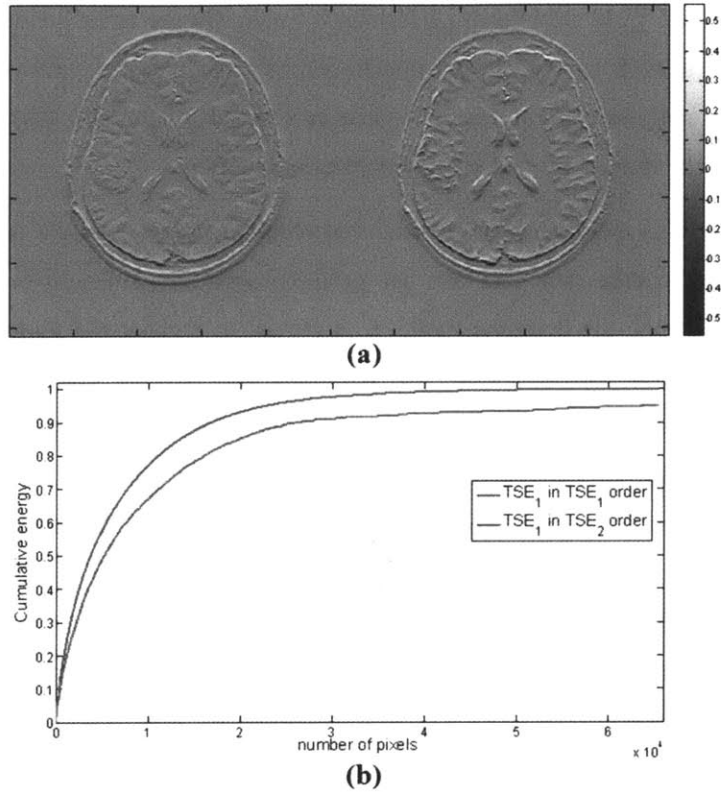 0.5
0.4
0.3
0.2
0.1
0
-0.1
-0.2
-0.3
-0.4
-0.5
(a)
1
0.9
0.8
0.7
0.6
0.5
0.4
0.3
0.2
0.1
0
Cumulative energy
TSE1 in TSE1 order
TSE1 in TSE2 order
0 1 2 3 4 5 6
number of pixels
x 10^4
(b)